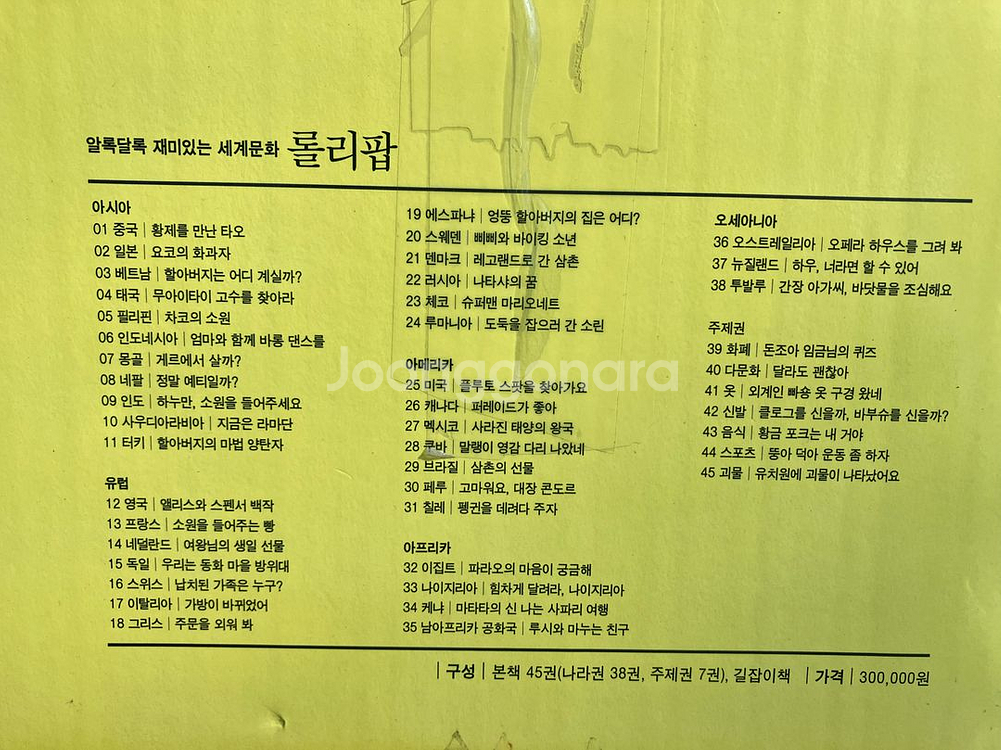 알록달록 재미있는 세계문화 롤리팝
아시아
01 중국 | 황제를 만난 타오
02 일본 | 요코의 화과자
03 베트남 | 할아버지는 어디 계실까?
04 태국 | 무아이타이 고수를 찾아라
05 필리핀 | 차코의 소원
06 인도네시아 | 엄마와 함께 바롱 댄스를
07 몽골 | 게르에서 살까?
08 네팔 | 정말 예티일까?
09 인도 | 하누만, 소원을 들어주세요
10 사우디아라비아 | 지금은 라마단
11 터키 | 할아버지의 마법 양탄자
유럽
12 영국 | 앨리스와 스펜서 백작
13 프랑스 | 소원을 들어주는 빵
14 네덜란드 | 여왕님의 생일 선물
15 독일 | 우리는 동화 마을 방위대
16 스위스 | 납치된 가족은 누구?
17 이탈리아 | 가방이 바뀌었어
18 그리스 | 주문을 외워 봐
19 에스파냐 | 엉뚱 할아버지의 집은 어디?
20 스웨덴 | 삐삐와 바이킹 소년
21 덴마크 | 레고랜드로 간 삼촌
22 러시아 | 나타샤의 꿈
23 체코 | 슈퍼맨 마리오네트
24 루마니아 | 도둑을 잡으러 간 소린
아메리카
25 미국 | 플루토 스팟을 찾아가요
26 캐나다 | 퍼레이드가 좋아
27 멕시코 | 사라진 태양의 왕국
28 쿠바 | 말랭이 영감 다리 나았네
29 브라질 | 삼촌의 선물
30 페루 | 고마워요, 대장 콘도르
31 칠레 | 펭귄을 데려다 주자
아프리카
32 이집트 | 파라오의 마음이 궁금해
33 나이지리아 | 힘차게 달려라, 나이지리아
34 케냐 | 마타타의 신 나는 사파리 여행
35 남아프리카 공화국 | 루시와 마누는 친구
오세아니아
36 오스트레일리아 | 오페라 하우스를 그려 봐
37 뉴질랜드 | 하우, 너라면 할 수 있어
38 투발루 | 간장 아가씨, 바닷물을 조심해요
주제권
39 화폐 | 돈조아 임금님의 퀴즈
40 다문화 | 달라도 괜찮아
41 옷 | 외계인 빠숑 옷 구경 왔네
42 신발 | 클로그를 신을까, 바부슈를 신을까?
43 음식 | 황금 포크는 내 거야
44 스포츠 | 뚱아 덕아 운동 좀 하자
45 괴물 | 유치원에 괴물이 나타났어요
| 구성 | 본책 45권(나라권 38권, 주제권 7권), 길잡이책 | 가격 | 300,000원
Joonggonara